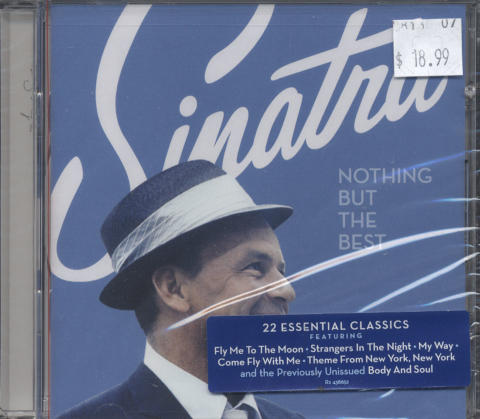 $ 18.99
Sinatra
NOTHING
BUT
THE
BEST
22 ESSENTIAL CLASSICS
FEATURING
Fly Me To The Moon • Strangers In The Night • My Way •
Come Fly With Me • Theme From New York, New York
and the Previously Unissued Body And Soul
R2 438652